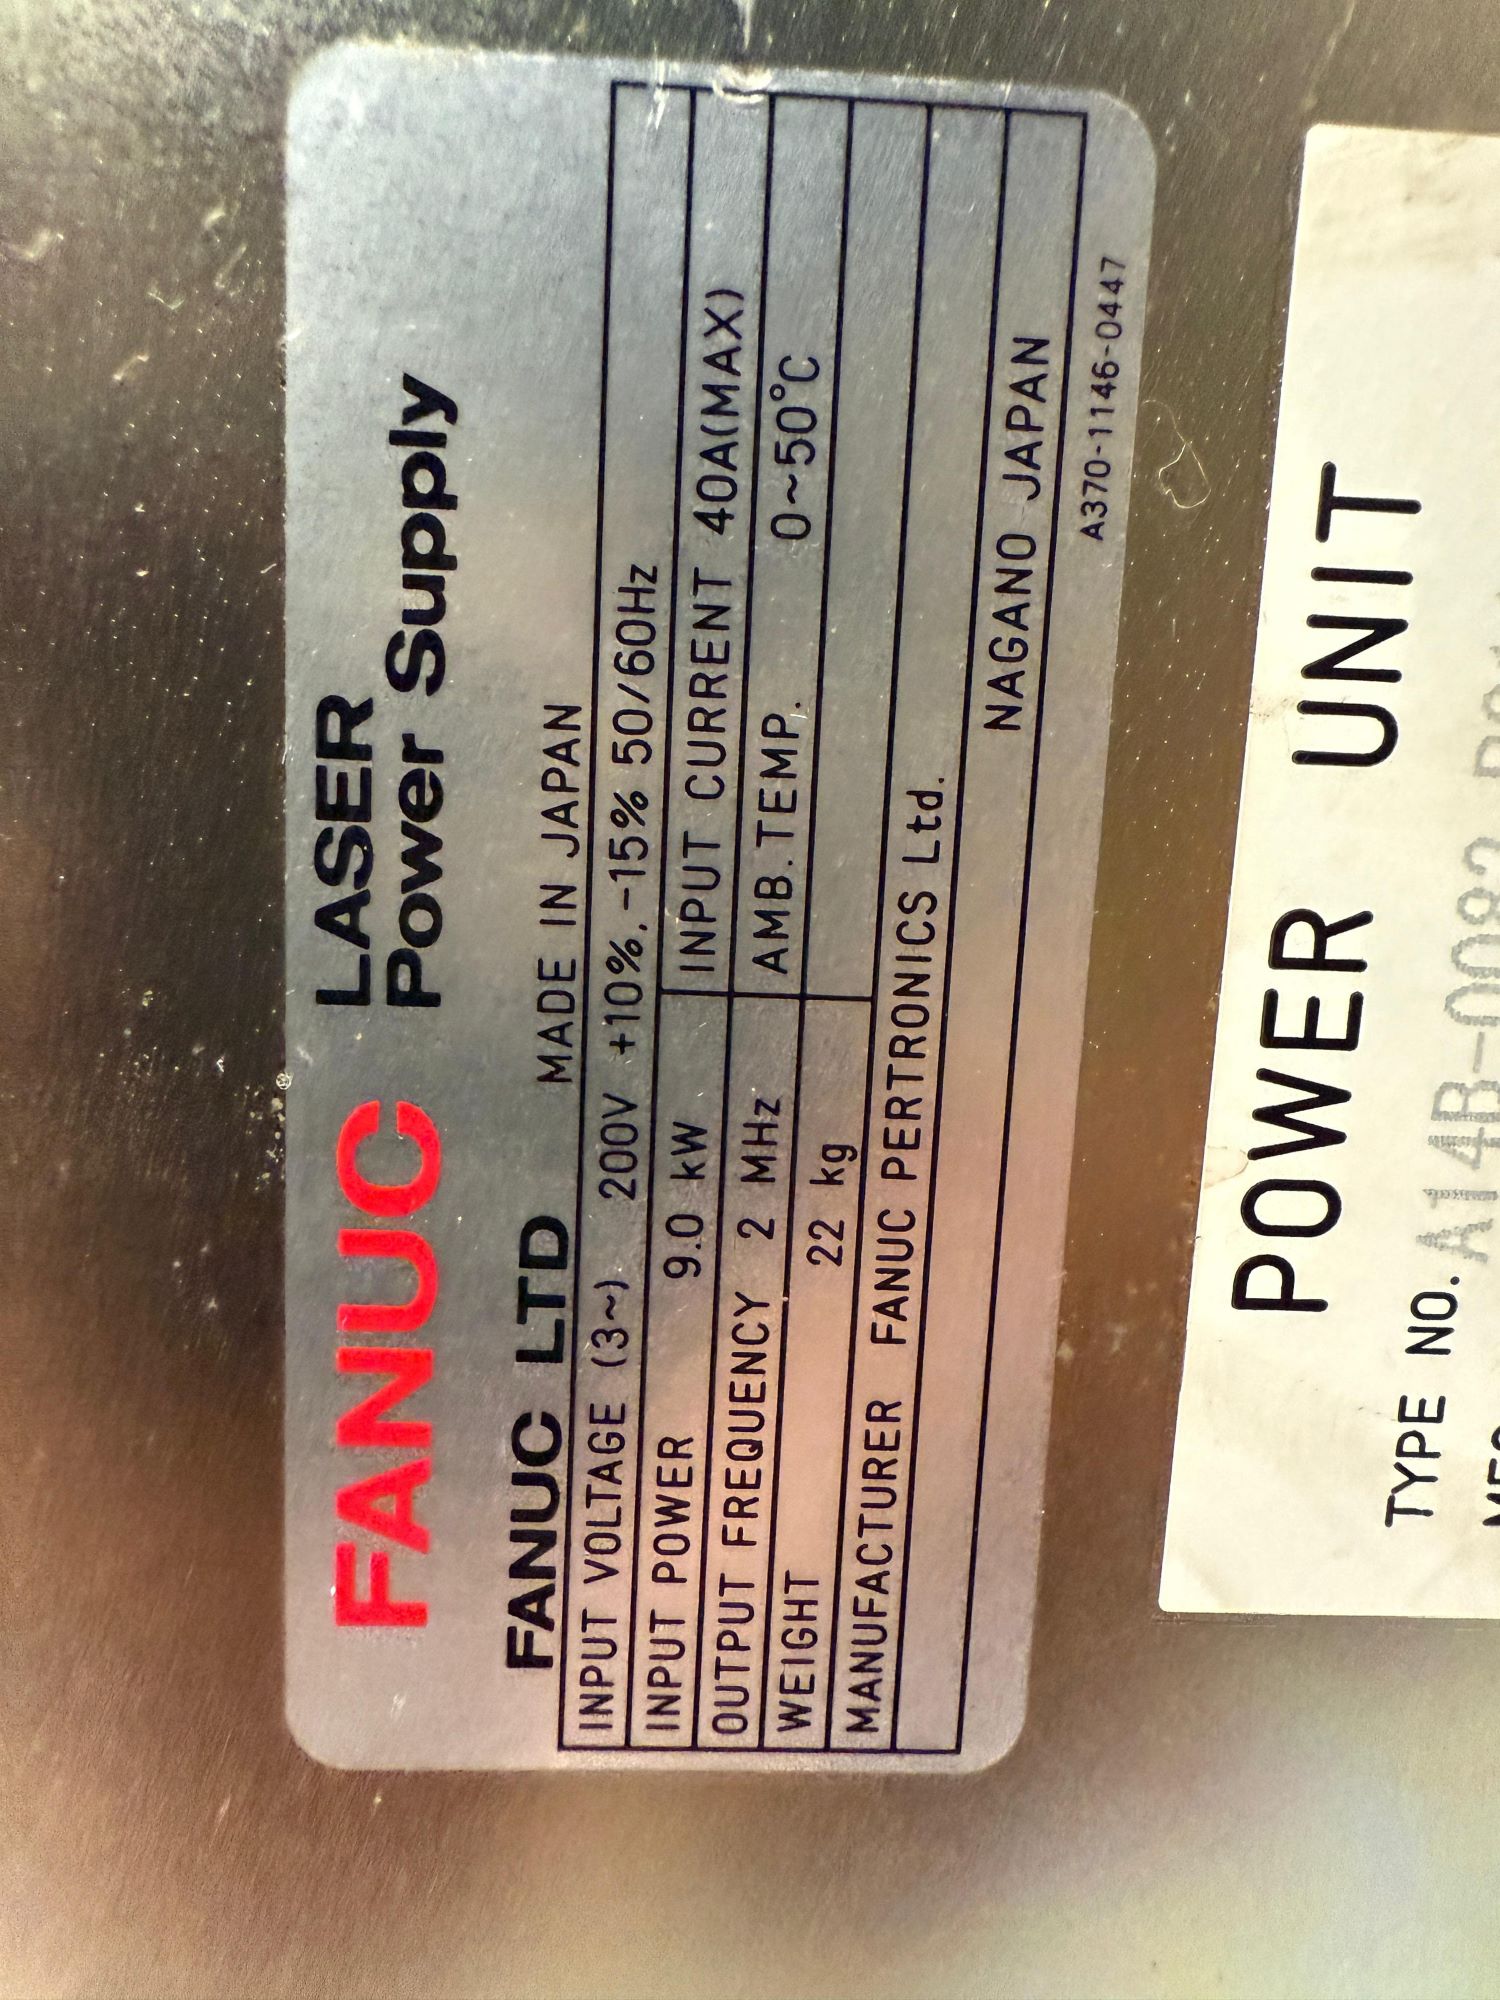 FANUC LASER
Power Supply
FANUC LTD MADE IN JAPAN
INPUT VOLTAGE (3~) 200V +10%, -15% 50/60Hz
INPUT POWER 9.0 kW INPUT CURRENT 40A(MAX)
OUTPUT FREQUENCY 2 MHz AMB. TEMP. 0~50°C
WEIGHT 22 kg
MANUFACTURER FANUC PERTRONICS Ltd.
NAGANO JAPAN
A370-1146-0447
POWER UNIT
TYPE NO. A14B-0082